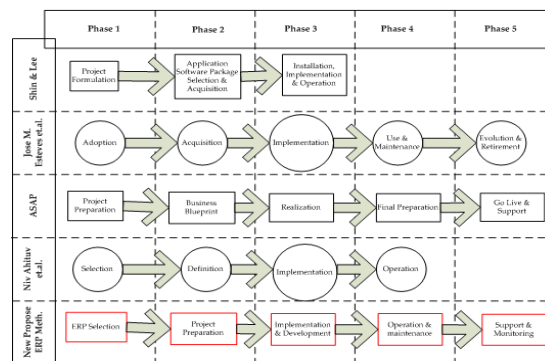 Phase 1
Phase 2
Phase 3
Phase 4
Phase 5
Shin & Lee
Project
Formulation
Application
Software Package
Selection &
Acquisition
Installation,
Implementation
& Operation
Jose M.
Esteves et.al.
Adoption
Acquisition
Implementation
Use &
Maintenance
Evolution &
Retirement
ASAP
Project
Preparation
Business
Blueprint
Realization
Final Preparation
Go Live &
Support
Niv Ahituv
et.al.
Selection
Definition
Implementation
Operation
New Propose
ERP Meth.
ERP Selection
Project
Preparation
Implementation
& Development
Operation &
maintenance
Support &
Monitoring